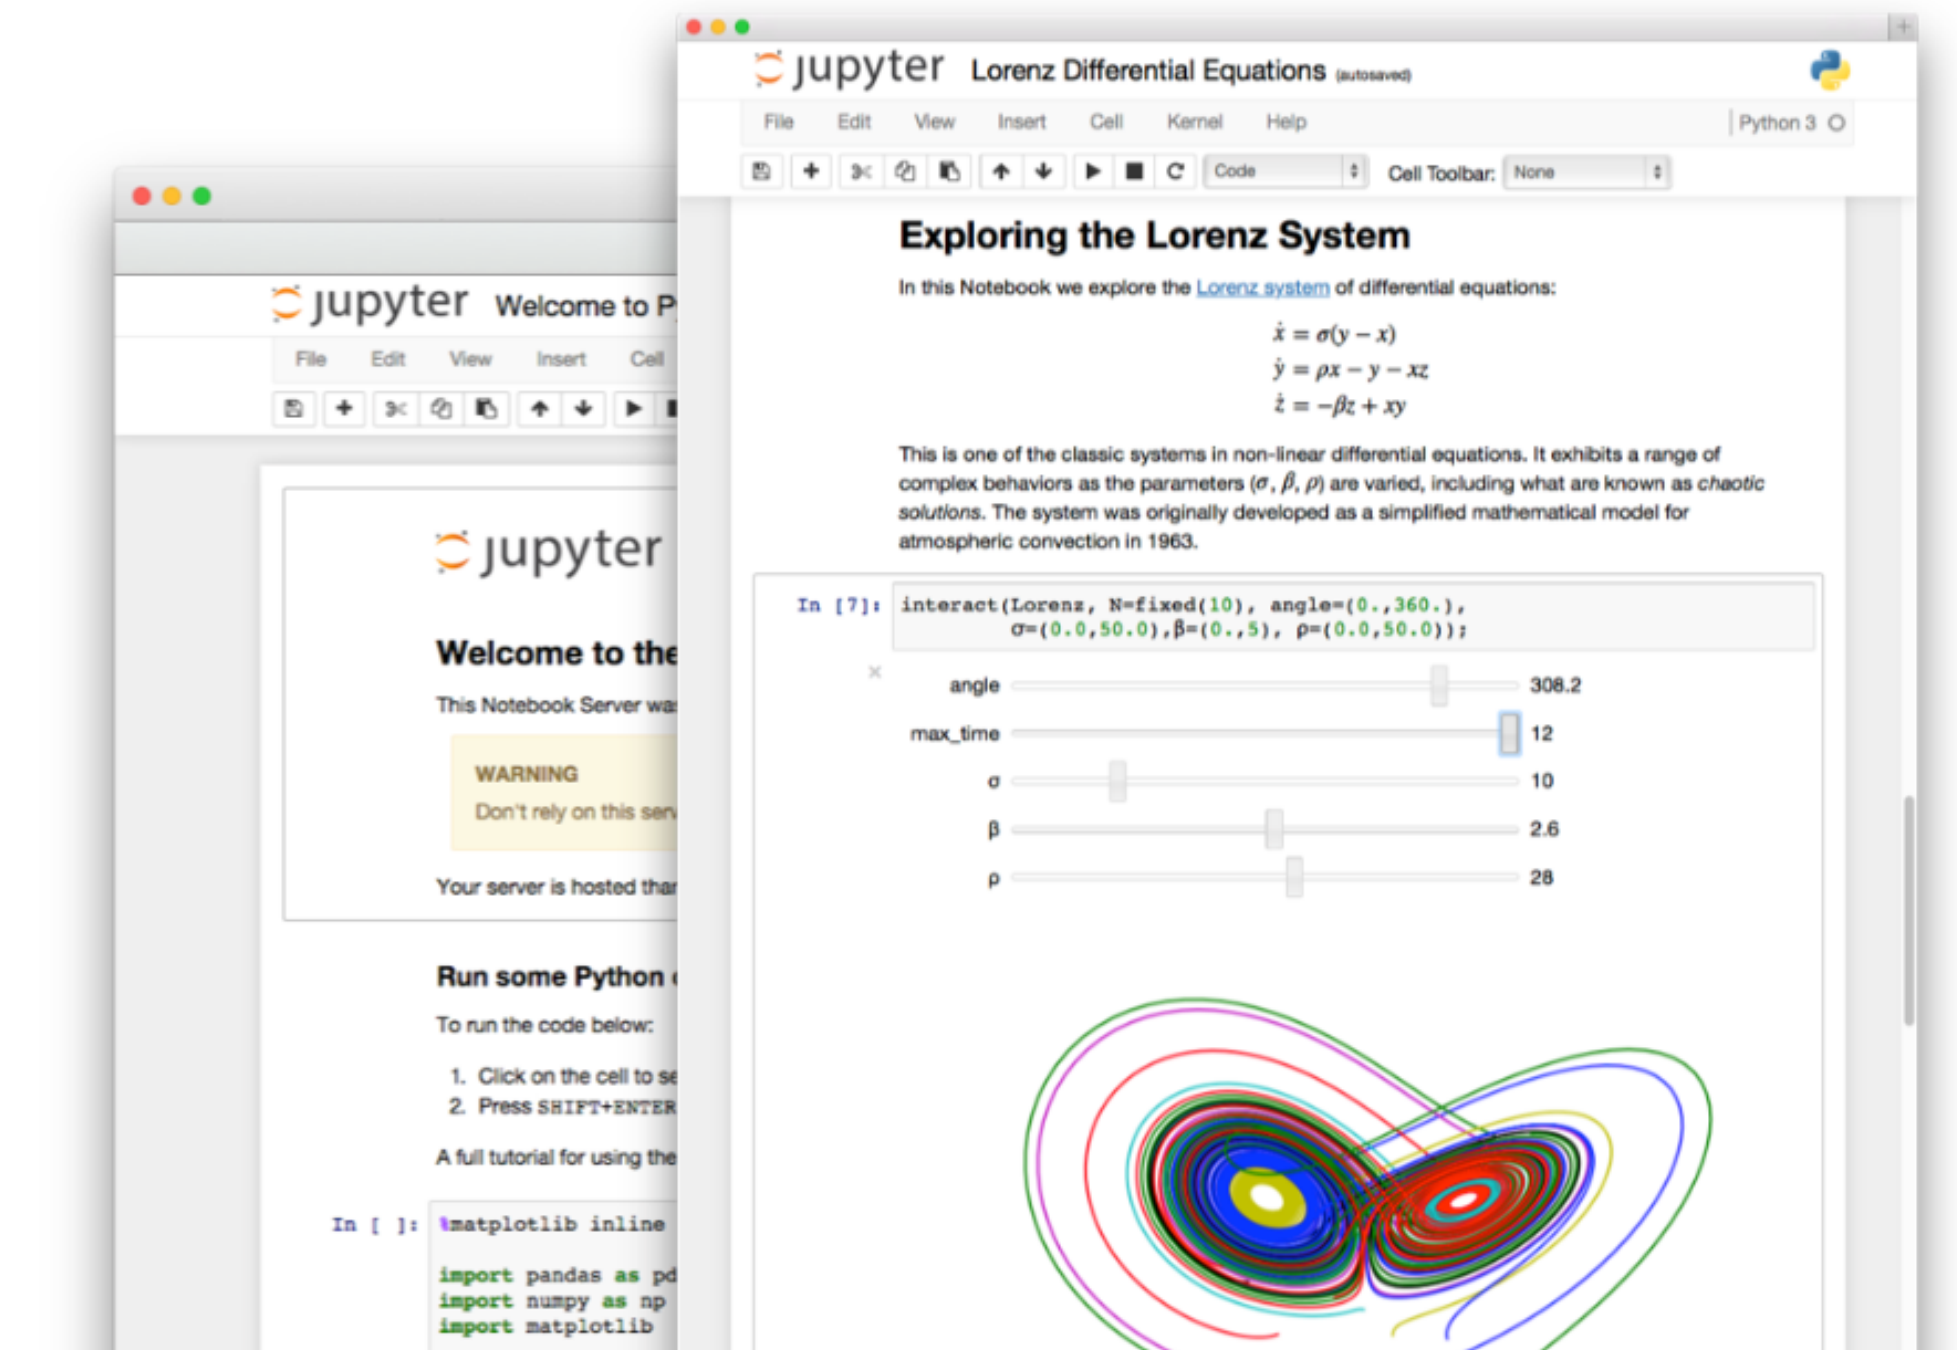 jupyter Welcome to P
File Edit View Insert Cell
jupyter
Welcome to the
This Notebook Server was
WARNING
Don't rely on this serv
Your server is hosted than
Run some Python
To run the code below:
1. Click on the cell to se
2. Press SHIFT+ENTER
A full tutorial for using the
In [ ]: %matplotlib inline
import pandas as pd
import numpy as np
import matplotlib
jupyter Lorenz Differential Equations (autosaved)
File Edit View Insert Cell Kernel Help Python 3
Code Cell Toolbar: None
Exploring the Lorenz System
In this Notebook we explore the Lorenz system of differential equations:
ẋ = σ(y − x)
ẏ = ρx − y − xz
ż = −βz + xy
This is one of the classic systems in non-linear differential equations. It exhibits a range of
complex behaviors as the parameters (σ, β, ρ) are varied, including what are known as chaotic
solutions. The system was originally developed as a simplified mathematical model for
atmospheric convection in 1963.
In [7]: interact(Lorenz, N=fixed(10), angle=(0.,360.),
σ=(0.0,50.0),β=(0.,5), ρ=(0.0,50.0));
angle 308.2
max_time 12
σ 10
β 2.6
ρ 28